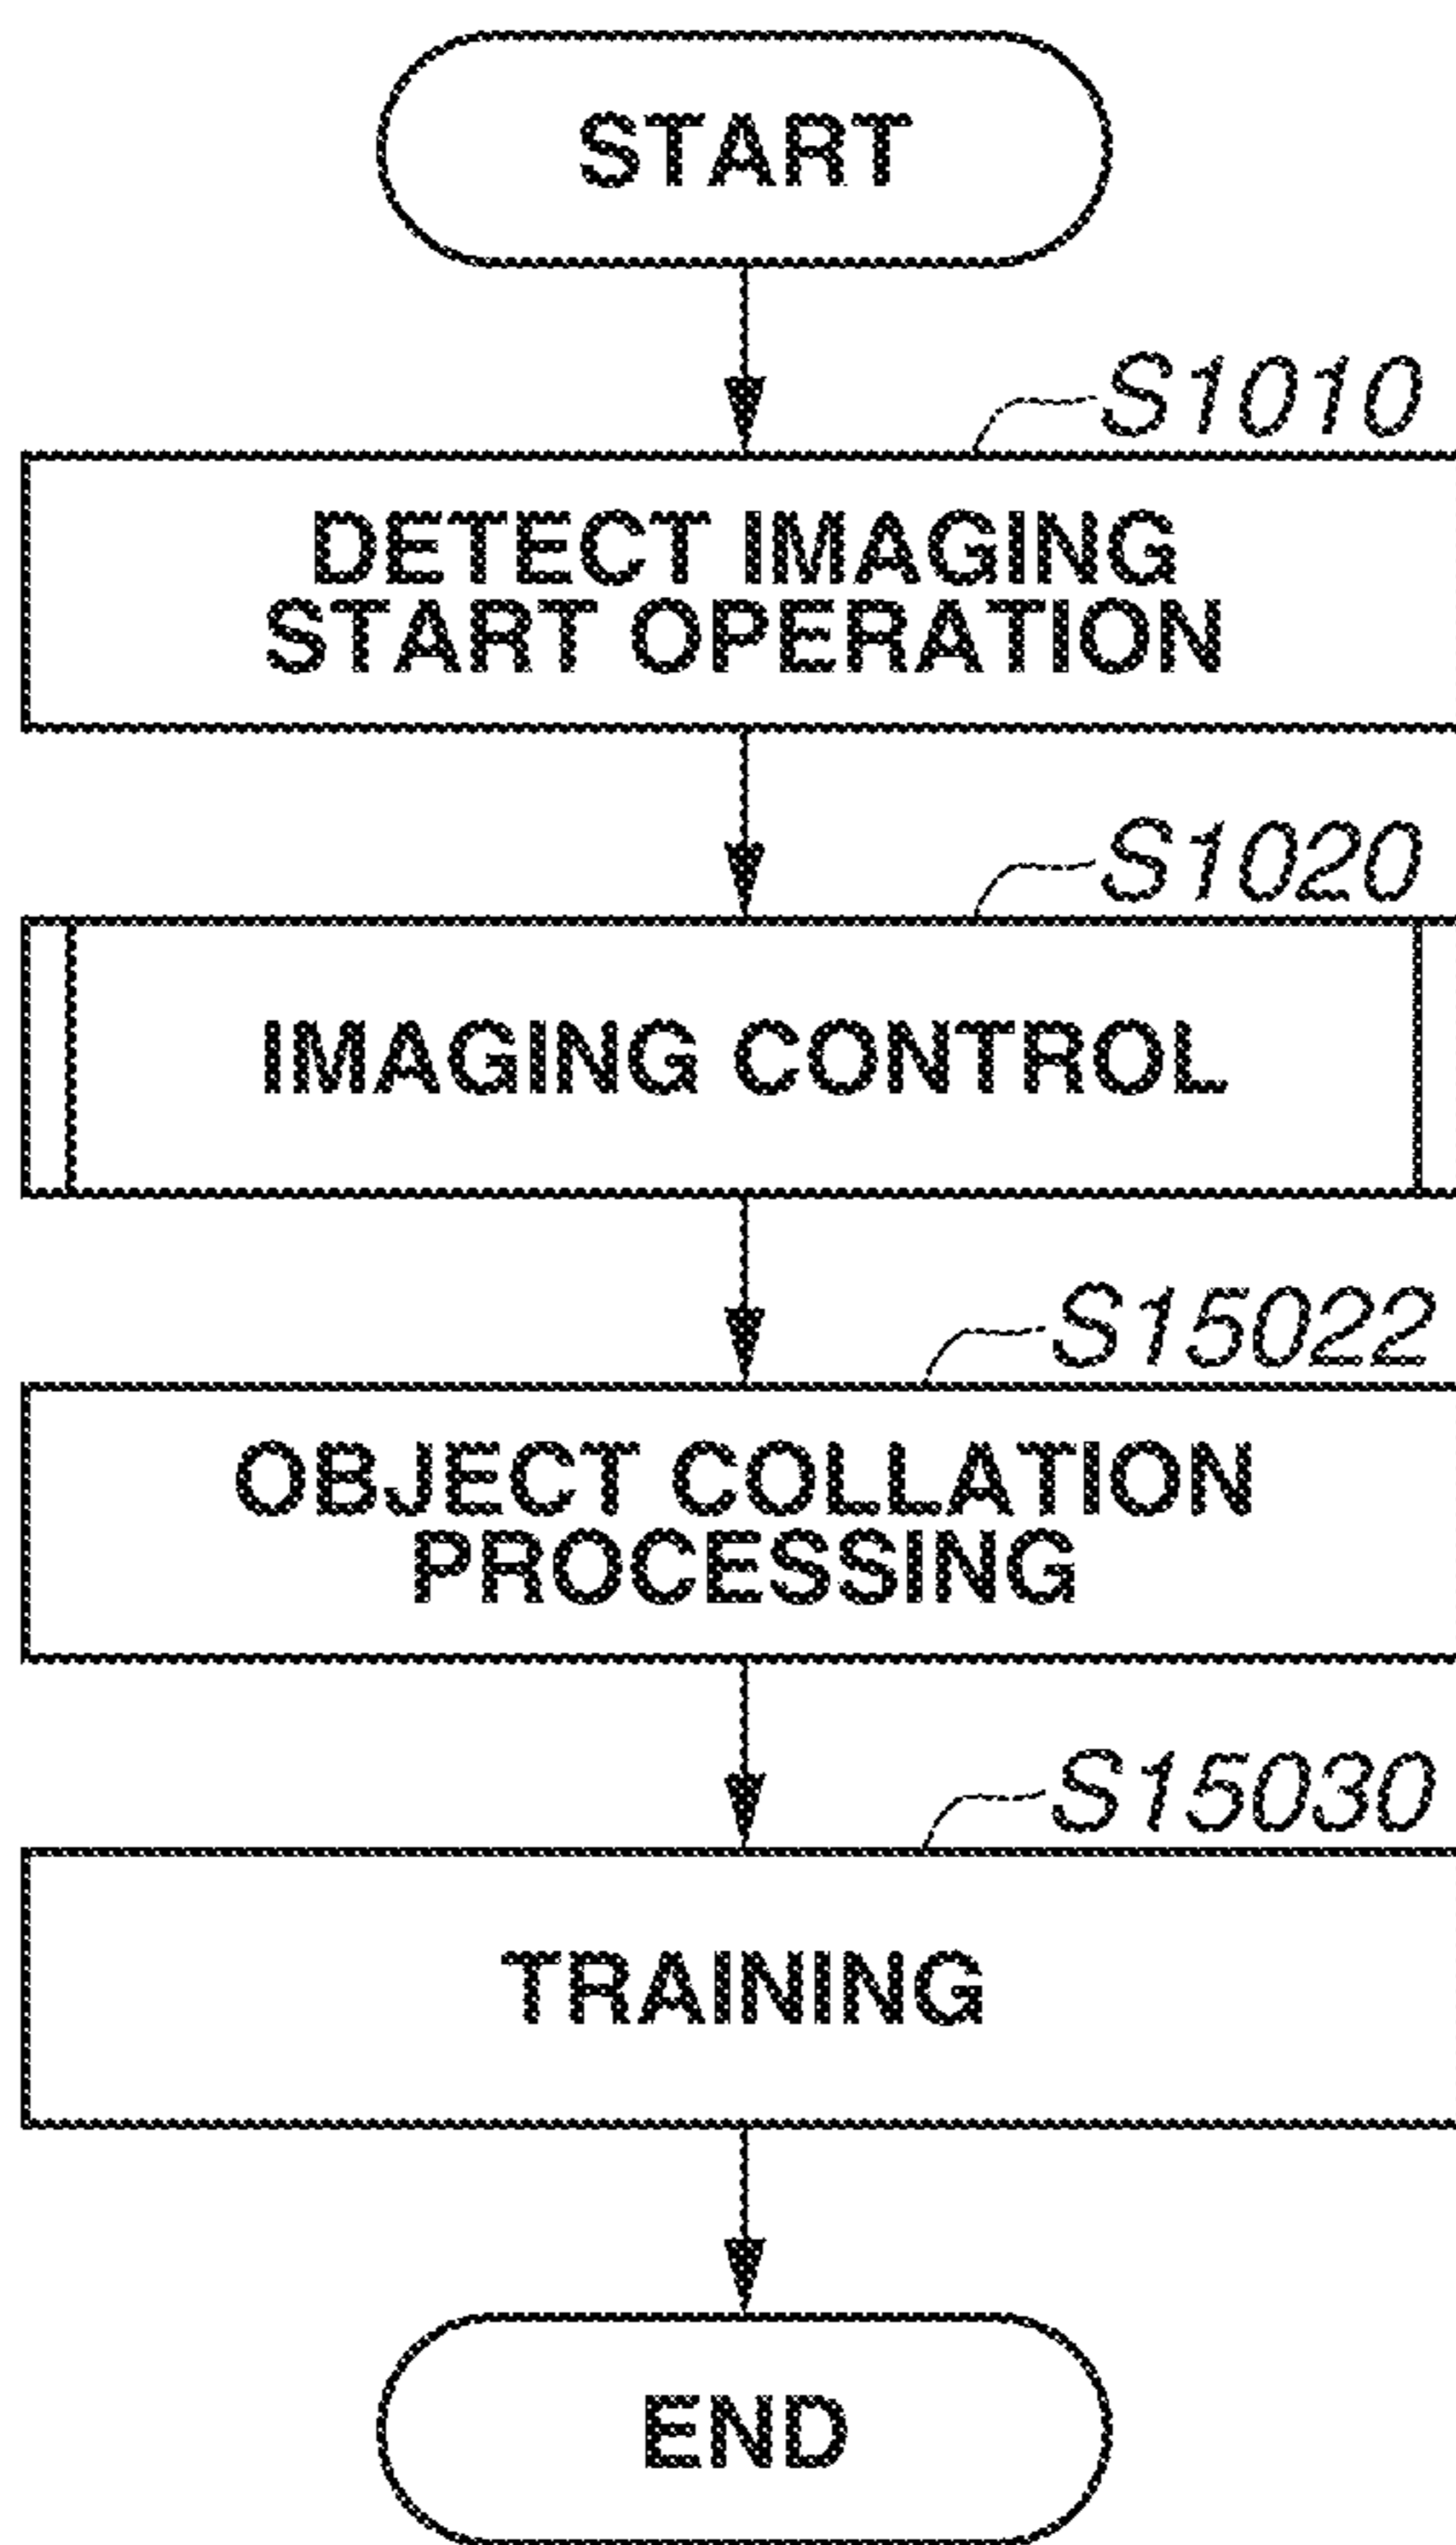 START
S1010
DETECT IMAGING
START OPERATION
S1020
IMAGING CONTROL
S15022
OBJECT COLLATION
PROCESSING
S15030
TRAINING
END